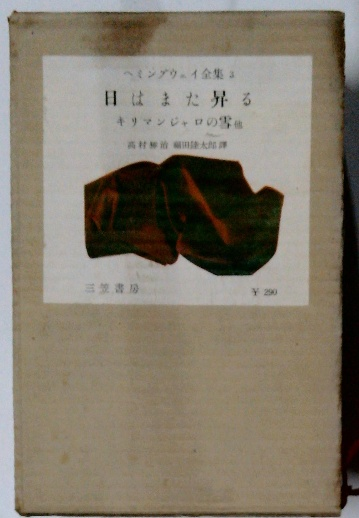 ヘミングウェイ全集 3
日はまた昇る
キリマンジャロの雪他
高村勝治 福田陸太郎譯
三笠書房
¥ 290